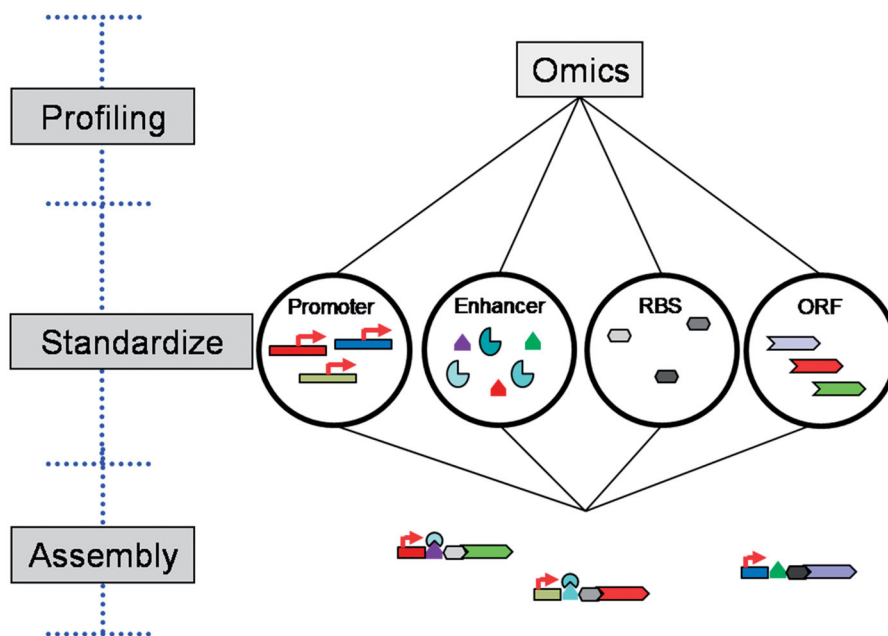 Omics
Profiling
Promoter
Enhancer
RBS
ORF
Standardize
Assembly